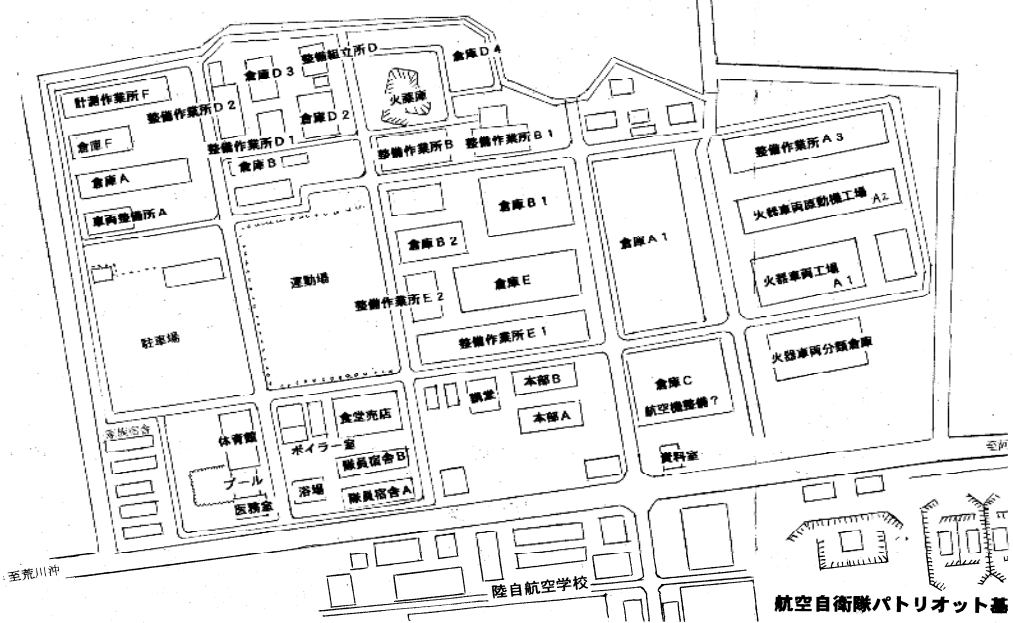 整備組立所D
倉庫D4
倉庫D3
計測作業所F
火薬庫
整備作業所D2
倉庫D2
倉庫F
整備作業所D1
整備作業所B
整備作業所B1
整備作業所A3
倉庫B
倉庫A
倉庫B1
火器車両原動機工場
A2
車両整備所A
倉庫B2
倉庫A1
運動場
倉庫E
火器車両工場
A1
整備作業所E2
駐車場
整備作業所E1
火器車両分類倉庫
本部B
倉庫C
講堂
航空機整備?
食堂売店
本部A
家族宿舎
体育館
ボイラー室
隊員宿舎B
資料室
プール
浴場
隊員宿舎A
医務室
至荒川沖
陸自航空学校
航空自衛隊パトリオット基